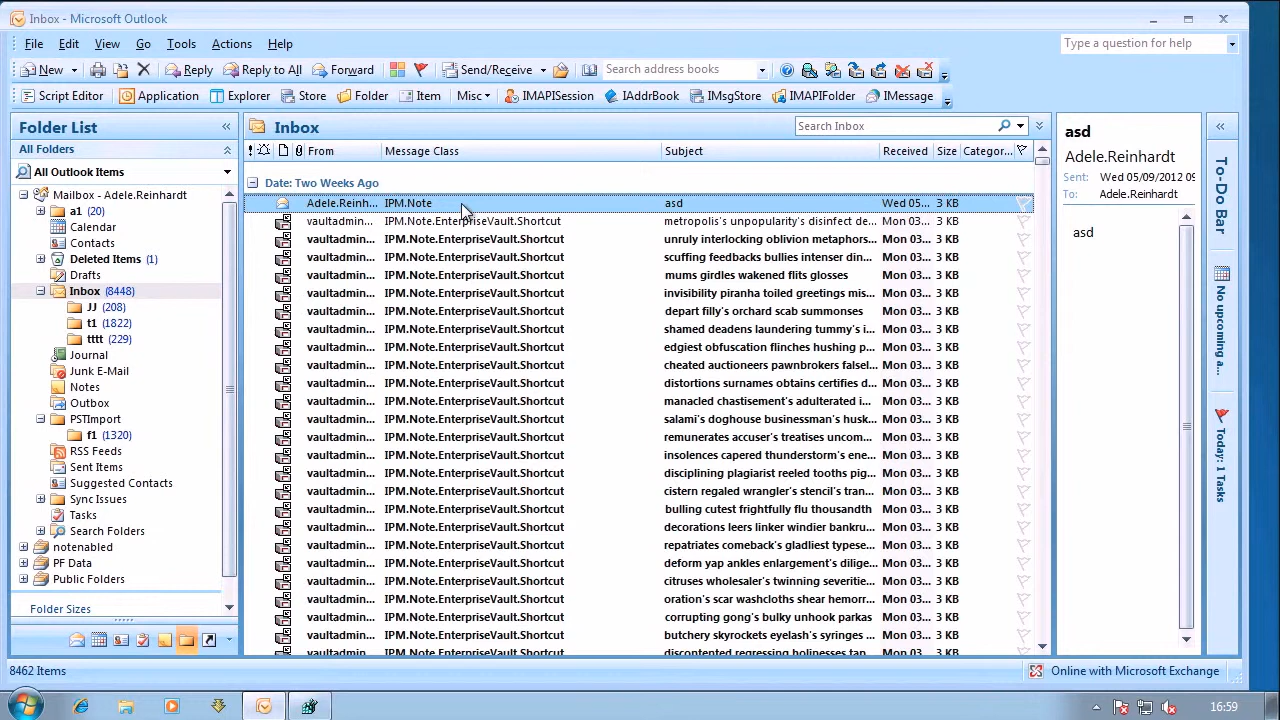 Inbox - Microsoft Outlook
File Edit View Go Tools Actions Help
Type a question for help
New Reply Reply to All Forward Send/Receive Search address books
Script Editor Application Explorer Store Folder Item Misc IMAPISession IAddrBook IMsgStore IMAPIFolder IMessage
Folder List
All Folders
All Outlook Items
Mailbox - Adele.Reinhardt
a1 (20)
Calendar
Contacts
Deleted Items (1)
Drafts
Inbox (8448)
JJ (208)
t1 (1822)
tttt (229)
Journal
Junk E-Mail
Notes
Outbox
PSTImport
f1 (1320)
RSS Feeds
Sent Items
Suggested Contacts
Sync Issues
Tasks
Search Folders
notenabled
PF Data
Public Folders
Folder Sizes
Inbox
Search Inbox
From Message Class Subject Received Size Categor...
Date: Two Weeks Ago
Adele.Reinh... IPM.Note asd Wed 05... 3 KB
vaultadmin... IPM.Note.EnterpriseVault.Shortcut metropolis's unpopularity's disinfect de... Mon 03... 3 KB
vaultadmin... IPM.Note.EnterpriseVault.Shortcut unruly interlocking oblivion metaphors... Mon 03... 3 KB
vaultadmin... IPM.Note.EnterpriseVault.Shortcut scuffing feedbacks bullies intenser din... Mon 03... 3 KB
vaultadmin... IPM.Note.EnterpriseVault.Shortcut mums girdles wakened flits glosses Mon 03... 3 KB
vaultadmin... IPM.Note.EnterpriseVault.Shortcut invisibility piranha toiled greetings mis... Mon 03... 3 KB
vaultadmin... IPM.Note.EnterpriseVault.Shortcut depart filly's orchard scab summonses Mon 03... 3 KB
vaultadmin... IPM.Note.EnterpriseVault.Shortcut shamed deadens laundering tummy's i... Mon 03... 3 KB
vaultadmin... IPM.Note.EnterpriseVault.Shortcut edgiest obfuscation flinches hushing p... Mon 03... 3 KB
vaultadmin... IPM.Note.EnterpriseVault.Shortcut cheated auctioneers pawnbrokers falsel... Mon 03... 3 KB
vaultadmin... IPM.Note.EnterpriseVault.Shortcut distortions surnames obtains certifies d... Mon 03... 3 KB
vaultadmin... IPM.Note.EnterpriseVault.Shortcut manacled chastisement's adulterate w... Mon 03... 3 KB
vaultadmin... IPM.Note.EnterpriseVault.Shortcut salami's doghouse businessman's husk... Mon 03... 3 KB
vaultadmin... IPM.Note.EnterpriseVault.Shortcut remunerates accuser's treatises uncom... Mon 03... 3 KB
vaultadmin... IPM.Note.EnterpriseVault.Shortcut insolences capered thunderstorm's ene... Mon 03... 3 KB
vaultadmin... IPM.Note.EnterpriseVault.Shortcut disciplining plagiarist reeled tooths pig... Mon 03... 3 KB
vaultadmin... IPM.Note.EnterpriseVault.Shortcut cistern regaled wrangler's stencil's tran... Mon 03... 3 KB
vaultadmin... IPM.Note.EnterpriseVault.Shortcut bulling cutest frightfully flu thousandth Mon 03... 3 KB
vaultadmin... IPM.Note.EnterpriseVault.Shortcut decorations leers linker windier bankru... Mon 03... 3 KB
vaultadmin... IPM.Note.EnterpriseVault.Shortcut repatriates comeback's gladliest typese... Mon 03... 3 KB
vaultadmin... IPM.Note.EnterpriseVault.Shortcut deform yap ankles enlargement's dilige... Mon 03... 3 KB
vaultadmin... IPM.Note.EnterpriseVault.Shortcut citruses wholesaler's twinning severitie... Mon 03... 3 KB
vaultadmin... IPM.Note.EnterpriseVault.Shortcut oration's scar washcloths shear hemorr... Mon 03... 3 KB
vaultadmin... IPM.Note.EnterpriseVault.Shortcut corrupting gong's bulky unhook parkas Mon 03... 3 KB
vaultadmin... IPM.Note.EnterpriseVault.Shortcut butchery skyrockets eyelash's syringes ... Mon 03... 3 KB
vaultadmin... IPM.Note.EnterpriseVault.Shortcut discontented regressing holinesses tap... Mon 03... 3 KB
asd
Adele.Reinhardt
Sent: Wed 05/09/2012 09
To: Adele.Reinhardt
asd
To-Do Bar
No upcoming a...
Today: 1 Tasks
8462 Items
Online with Microsoft Exchange
16:59